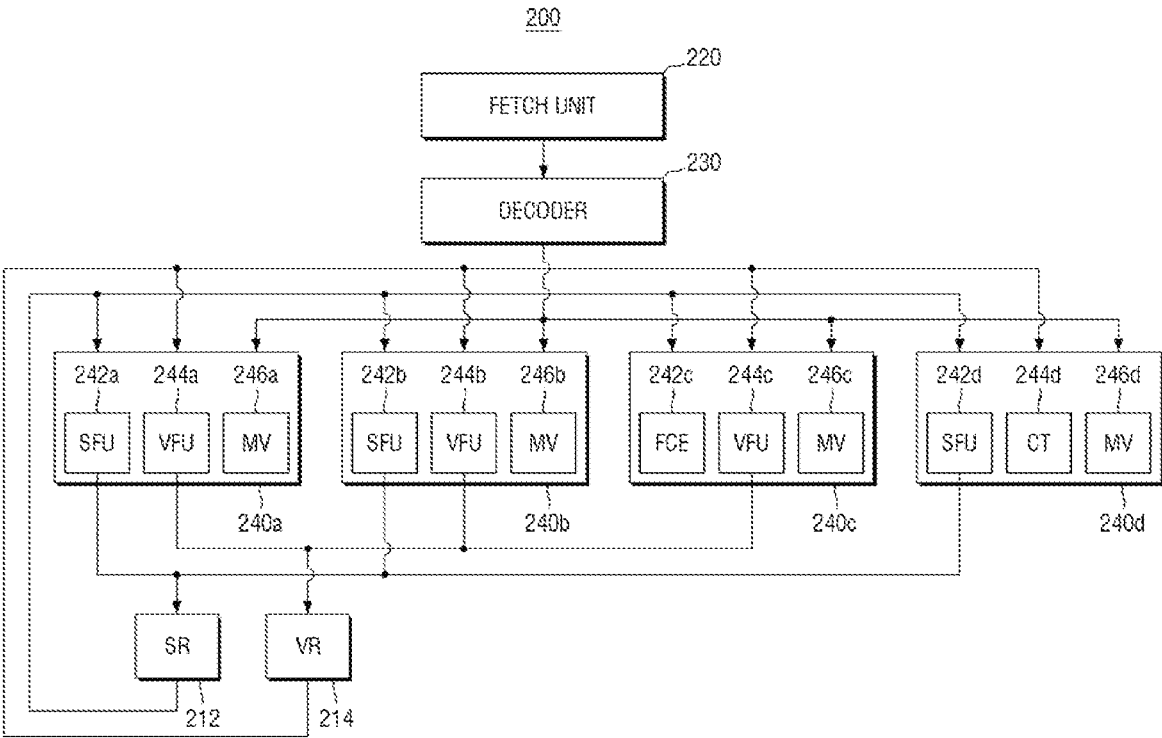 200
220
FETCH UNIT
230
DECODER
242a 244a 246a 242b 244b 246b 242c 244c 246c 242d 244d 246d
SFU VFU MV SFU VFU MV FCE VFU MV SFU CT MV
240a 240b 240c 240d
SR VR
212 214